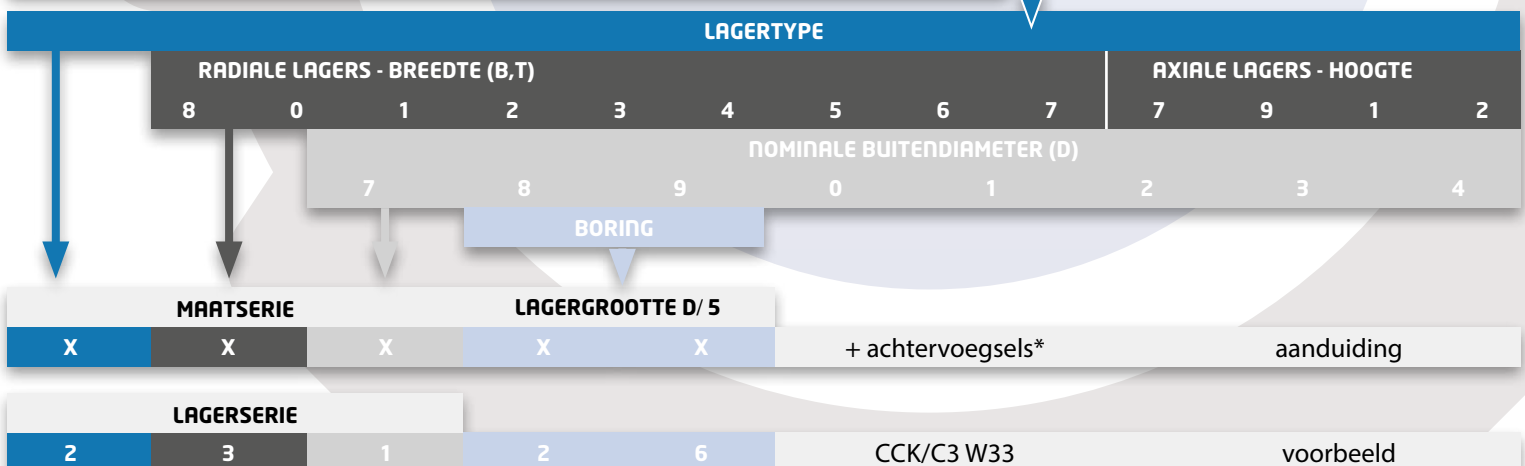 LAGERTYPE
RADIALE LAGERS - BREEDTE (B,T) AXIALE LAGERS - HOOGTE
8 0 1 2 3 4 5 6 7 7 9 1 2
NOMINALE BUITENDIAMETER (D)
7 8 9 0 1 2 3 4
BORING
MAATSERIE LAGERGROOTTE D/ 5
X X X X X + achtervoegsels* aanduiding
LAGERSERIE
2 3 1 2 6 CCK/C3 W33 voorbeeld